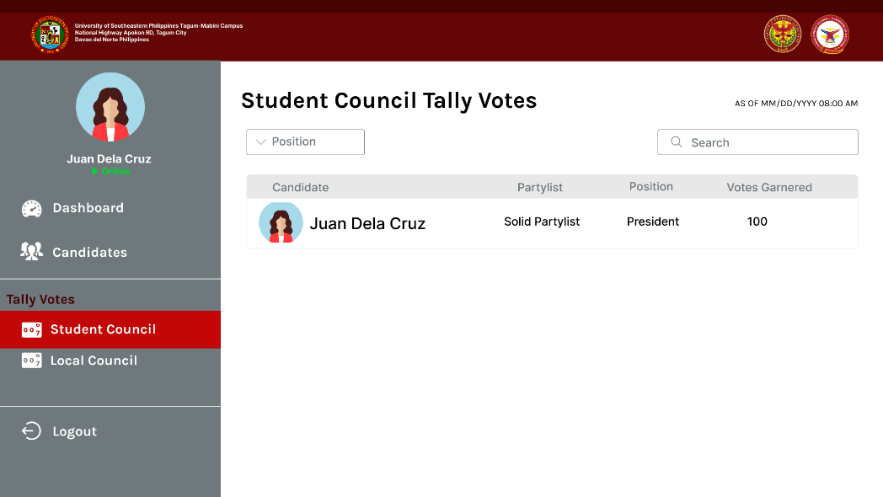 University of Southeastern Philippines Tagum-Mabini Campus
National Highway Apokon RD, Tagum City
Davao del Norte Philippines
Juan Dela Cruz
Online
Dashboard
Candidates
Tally Votes
Student Council
Local Council
Logout
Student Council Tally Votes
AS OF MM/DD/YYYY 08:00 AM
Position
Search
Candidate Partylist Position Votes Garnered
Juan Dela Cruz Solid Partylist President 100